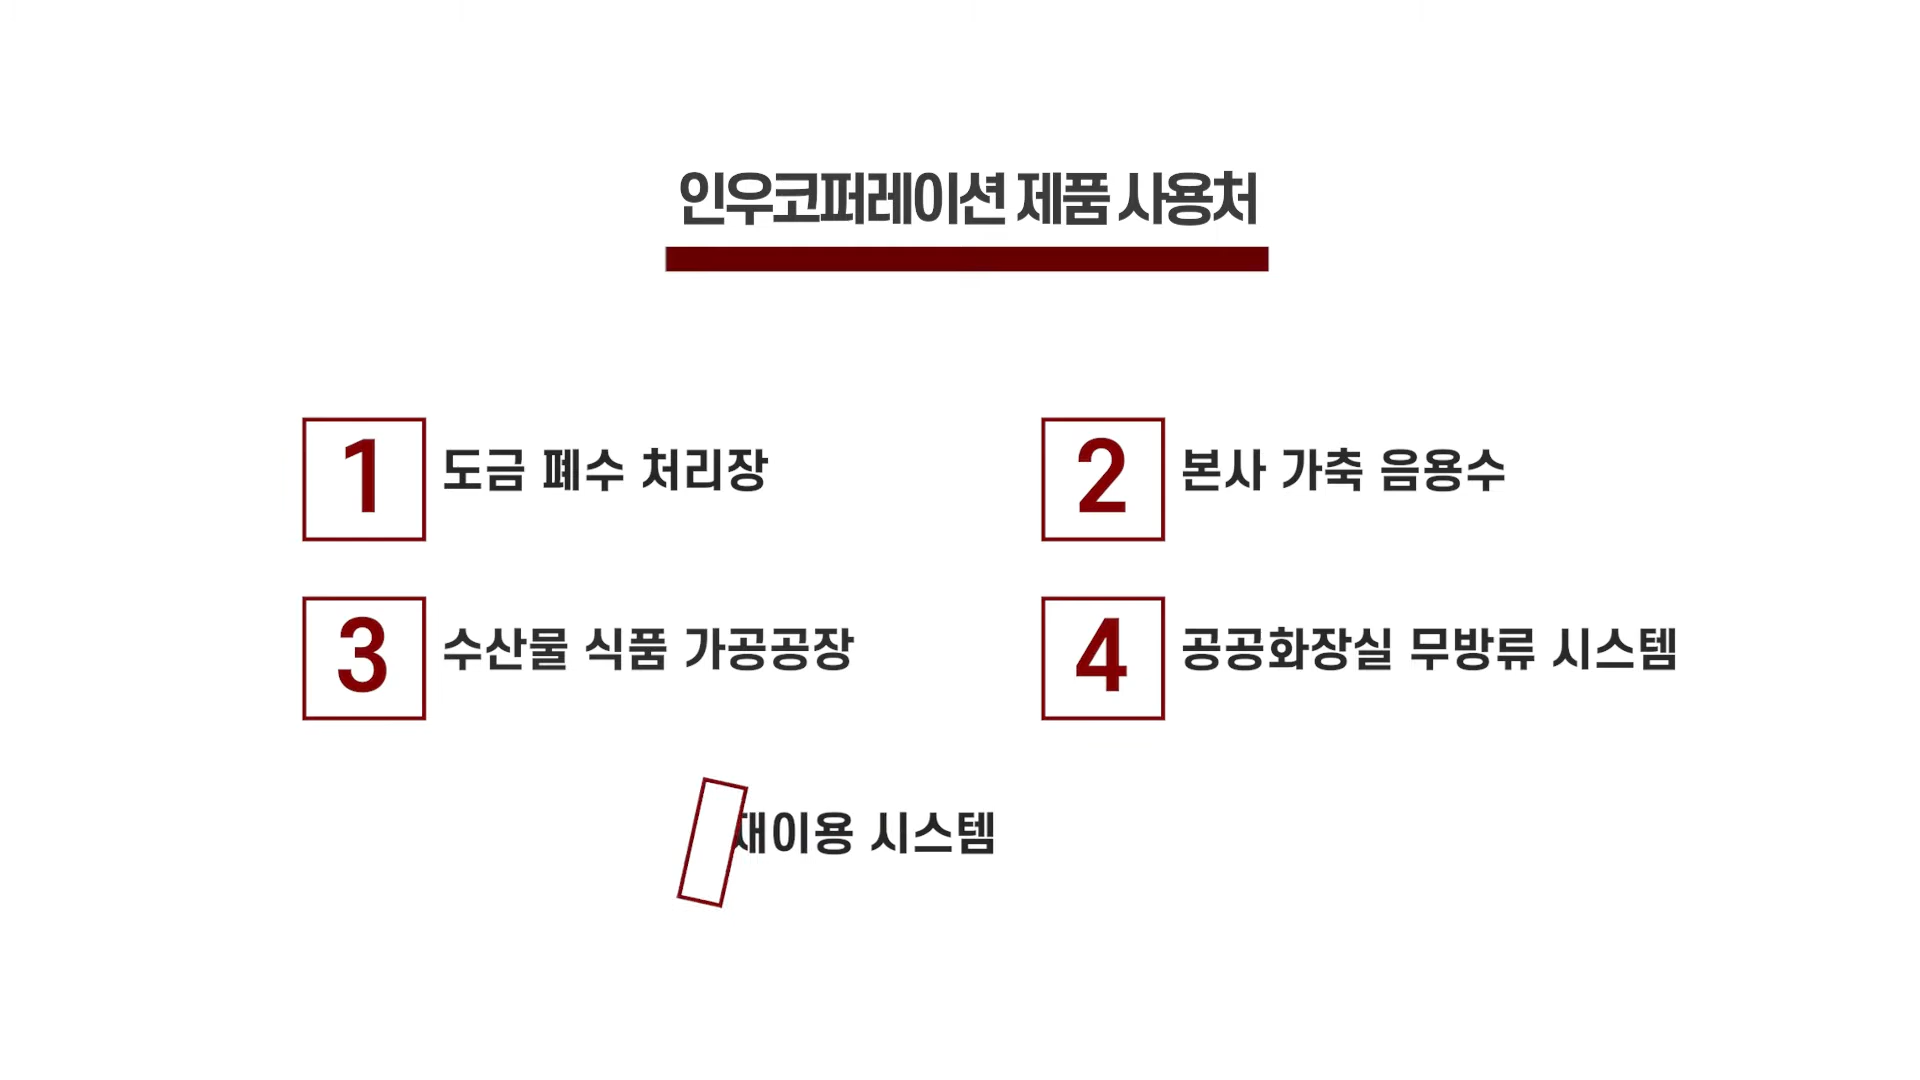 인우코퍼레이션 제품 사용처
1 도금 폐수 처리장
2 본사 가축 음용수
3 수산물 식품 가공공장
4 공공화장실 무방류 시스템
재이용 시스템